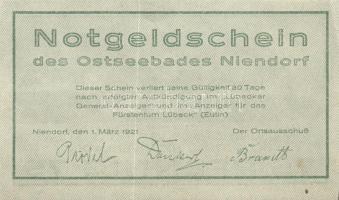 Notgeldschein
des Ostseebades Niendorf
Dieser Schein verliert seine Gültigkeit 30 Tage
nach erfolgter Aufkündigung im "Lübecker
General-Anzeiger" und im "Anzeiger für das
Fürstentum Lübeck" (Eutin)
Niendorf, den 1. März 1921 Der Ortsausschuß
Brandt